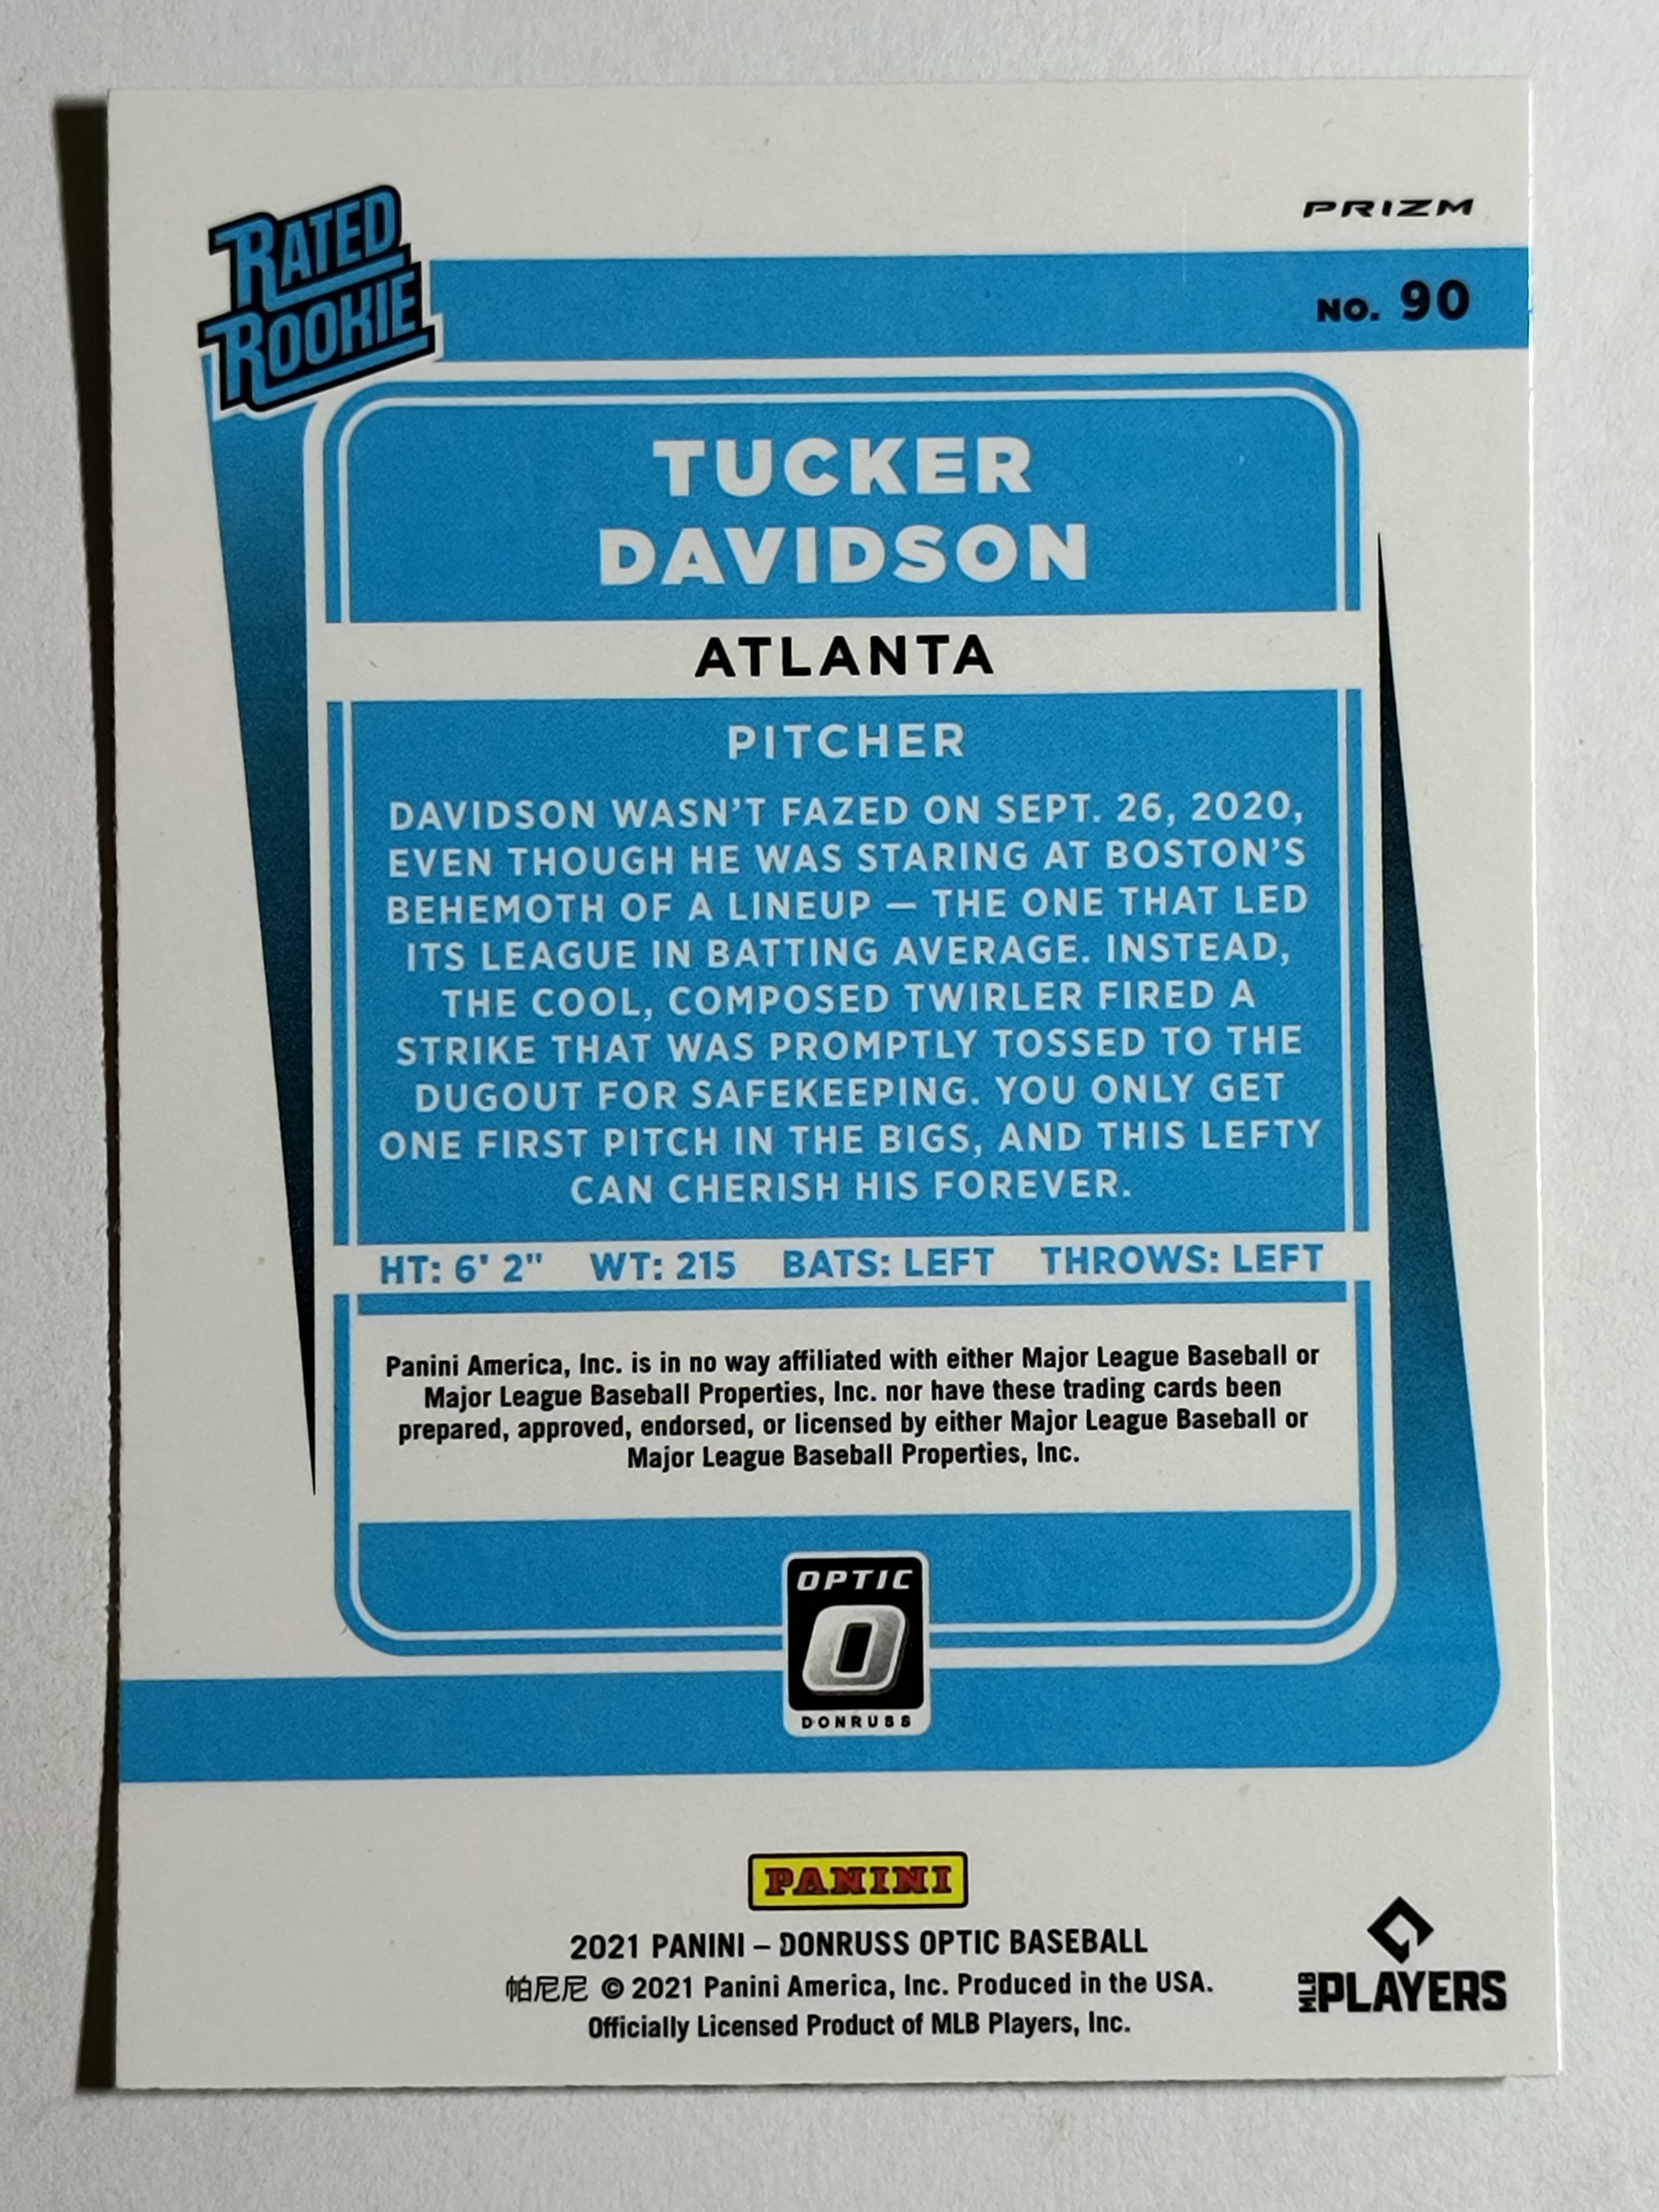 RATED
ROOKIE
PRIZM
NO. 90
TUCKER
DAVIDSON
ATLANTA
PITCHER
DAVIDSON WASN'T FAZED ON SEPT. 26, 2020,
EVEN THOUGH HE WAS STARING AT BOSTON'S
BEHEMOTH OF A LINEUP — THE ONE THAT LED
ITS LEAGUE IN BATTING AVERAGE. INSTEAD,
THE COOL, COMPOSED TWIRLER FIRED A
STRIKE THAT WAS PROMPTLY TOSSED TO THE
DUGOUT FOR SAFEKEEPING. YOU ONLY GET
ONE FIRST PITCH IN THE BIGS, AND THIS LEFTY
CAN CHERISH HIS FOREVER.
HT: 6' 2" WT: 215 BATS: LEFT THROWS: LEFT
Panini America, Inc. is in no way affiliated with either Major League Baseball or
Major League Baseball Properties, Inc. nor have these trading cards been
prepared, approved, endorsed, or licensed by either Major League Baseball or
Major League Baseball Properties, Inc.
OPTIC
O
DONRUSS
PANINI
2021 PANINI – DONRUSS OPTIC BASEBALL
帕尼尼 © 2021 Panini America, Inc. Produced in the USA.
Officially Licensed Product of MLB Players, Inc.
MLB PLAYERS